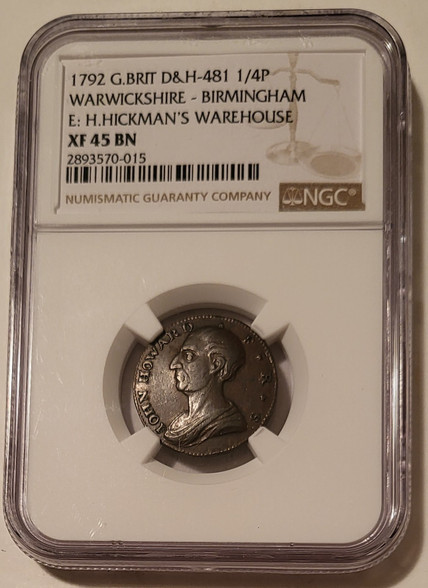 1792 G.BRIT D&H-481 1/4P
WARWICKSHIRE - BIRMINGHAM
E: H.HICKMAN'S WAREHOUSE
XF 45 BN
2893570-015
NUMISMATIC GUARANTY COMPANY
NGC®
IOHN HOWARD F · R · S ·